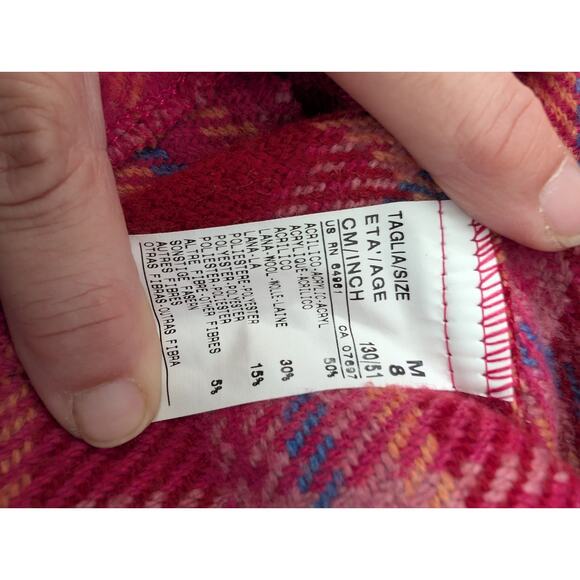 TAGLIA/SIZE M
ETA'/AGE 8
CM/INCH 130/51
US RN 64961 CA 07697
ACRILICO-ACRYLIC-ACRYL
ACRYLIQUE-ACRILICO 50%
ACRILICO
LANA-WOOL-WOLLE-LAINE 30%
LANA-LÃ
POLIESTERE-POLYESTER 15%
POLYESTER-POLYESTER
POLIESTER-POLYESTER 5%
ALTRE FIBRE-OTHER FIBRES
SONSTIGE FASERN
AUTRES FIBRES
OTRAS FIBRAS.OUTRAS FIBRA